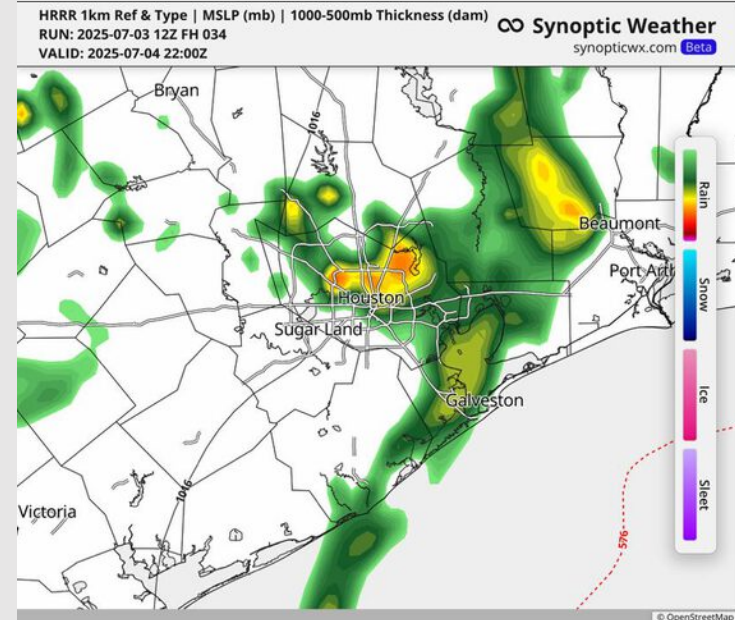 HRRR 1km Ref & Type | MSLP (mb) | 1000-500mb Thickness (dam)
RUN: 2025-07-03 12Z FH 034
VALID: 2025-07-04 22:00Z
Synoptic Weather
synopticwx.com Beta
Bryan
1016
Rain
Beaumont
Port Arth
Snow
Houston
Sugar Land
Ice
Galveston
1016
Victoria
Sleet
576
© OpenStreetMap